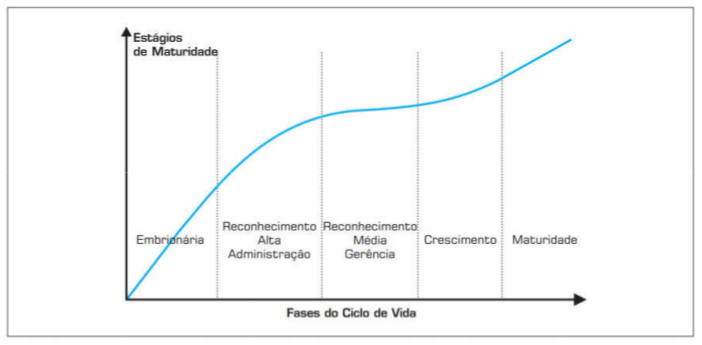 Estágios
de Maturidade
Embrionária
Reconhecimento
Alta
Administração
Reconhecimento
Média
Gerência
Crescimento
Maturidade
Fases do Ciclo de Vida